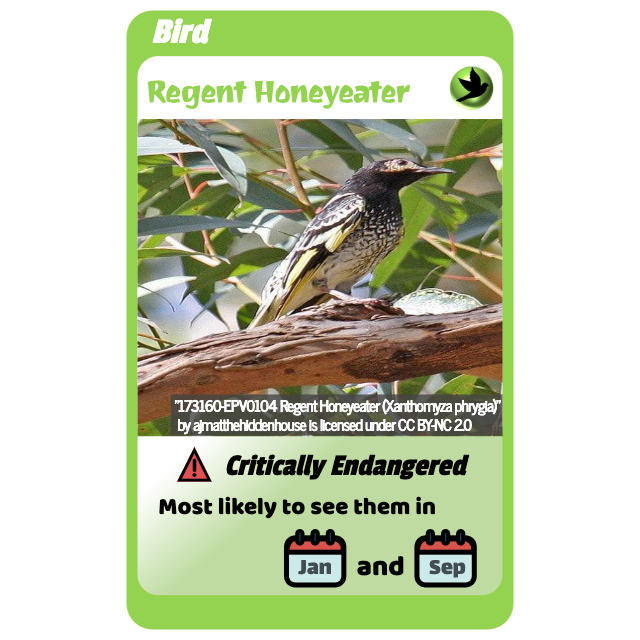 Bird
Regent Honeyeater
"173160-EPV0104 Regent Honeyeater (Xanthomyza phrygia)"
by ajmatthehiddenhouse is licensed under CC BY-NC 2.0
Critically Endangered
Most likely to see them in
Jan and Sep